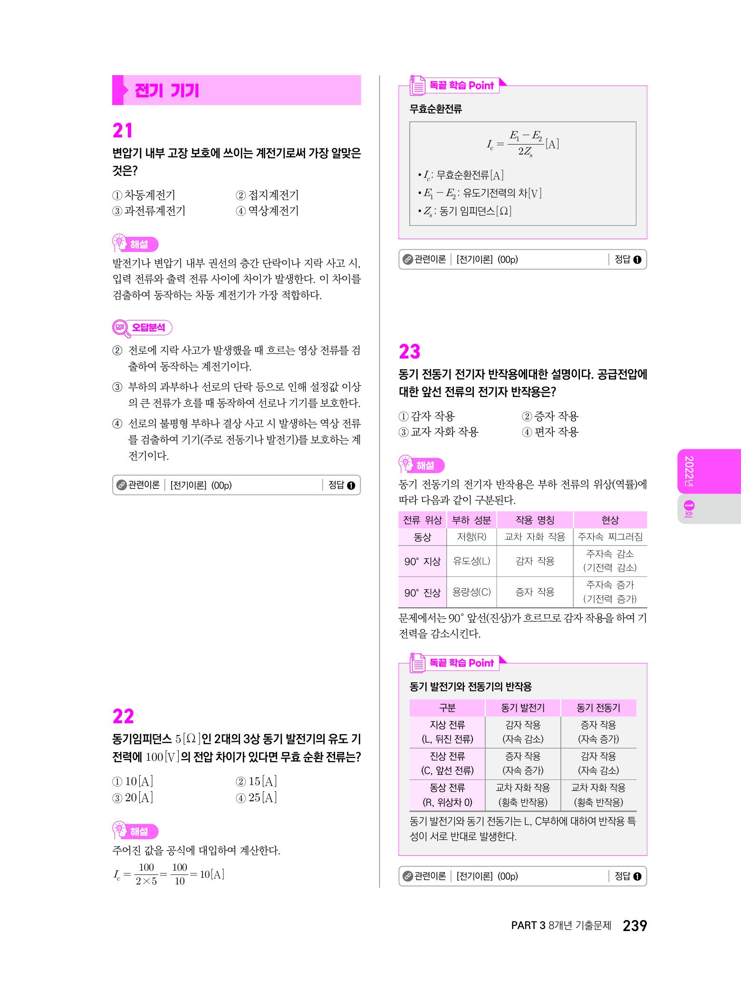 전기 기기
21
변압기 내부 고장 보호에 쓰이는 계전기로써 가장 알맞은
것은?
① 차동계전기 ② 접지계전기
③ 과전류계전기 ④ 역상계전기
해설
발전기나 변압기 내부 권선의 층간 단락이나 지락 사고 시,
입력 전류와 출력 전류 사이에 차이가 발생한다. 이 차이를
검출하여 동작하는 차동 계전기가 가장 적합하다.
오답분석
② 전로에 지락 사고가 발생했을 때 흐르는 영상 전류를 검
출하여 동작하는 계전기이다.
③ 부하의 과부하나 선로의 단락 등으로 인해 설정값 이상
의 큰 전류가 흐를 때 동작하여 선로나 기기를 보호한다.
④ 선로의 불평형 부하나 결상 사고 시 발생하는 역상 전류
를 검출하여 기기(주로 전동기나 발전기)를 보호하는 계
전기이다.
관련이론 [전기이론] (00p) 정답 ❶
22
동기임피던스 5[Ω]인 2대의 3상 동기 발전기의 유도 기
전력에 100[V]의 전압 차이가 있다면 무효 순환 전류는?
① 10[A] ② 15[A]
③ 20[A] ④ 25[A]
해설
주어진 값을 공식에 대입하여 계산한다.
I_c = 100/(2×5) = 100/10 = 10[A]
독끝 학습 Point
무효순환전류
I_c = (E_1 − E_2)/(2Z_s) [A]
• I_c : 무효순환전류[A]
• E_1 − E_2 : 유도기전력의 차[V]
• Z_s : 동기 임피던스[Ω]
관련이론 [전기이론] (00p) 정답 ❶
23
동기 전동기 전기자 반작용에대한 설명이다. 공급전압에
대한 앞선 전류의 전기자 반작용은?
① 감자 작용 ② 증자 작용
③ 교자 자화 작용 ④ 편자 작용
해설
동기 전동기의 전기자 반작용은 부하 전류의 위상(역률)에
따라 다음과 같이 구분된다.
전류 위상 부하 성분 작용 명칭 현상
동상 저항(R) 교차 자화 작용 주자속 찌그러짐
90° 지상 유도성(L) 감자 작용 주자속 감소
(기전력 감소)
90° 진상 용량성(C) 증자 작용 주자속 증가
(기전력 증가)
문제에서는 90° 앞선(진상)가 흐르므로 감자 작용을 하여 기
전력을 감소시킨다.
독끝 학습 Point
동기 발전기와 전동기의 반작용
구분 동기 발전기 동기 전동기
지상 전류 감자 작용 증자 작용
(L, 뒤진 전류) (자속 감소) (자속 증가)
진상 전류 증자 작용 감자 작용
(C, 앞선 전류) (자속 증가) (자속 감소)
동상 전류 교차 자화 작용 교차 자화 작용
(R, 위상차 0) (횡축 반작용) (횡축 반작용)
동기 발전기와 동기 전동기는 L, C부하에 대하여 반작용 특
성이 서로 반대로 발생한다.
관련이론 [전기이론] (00p) 정답 ❶
2022년
❶회
PART 3 8개년 기출문제 239